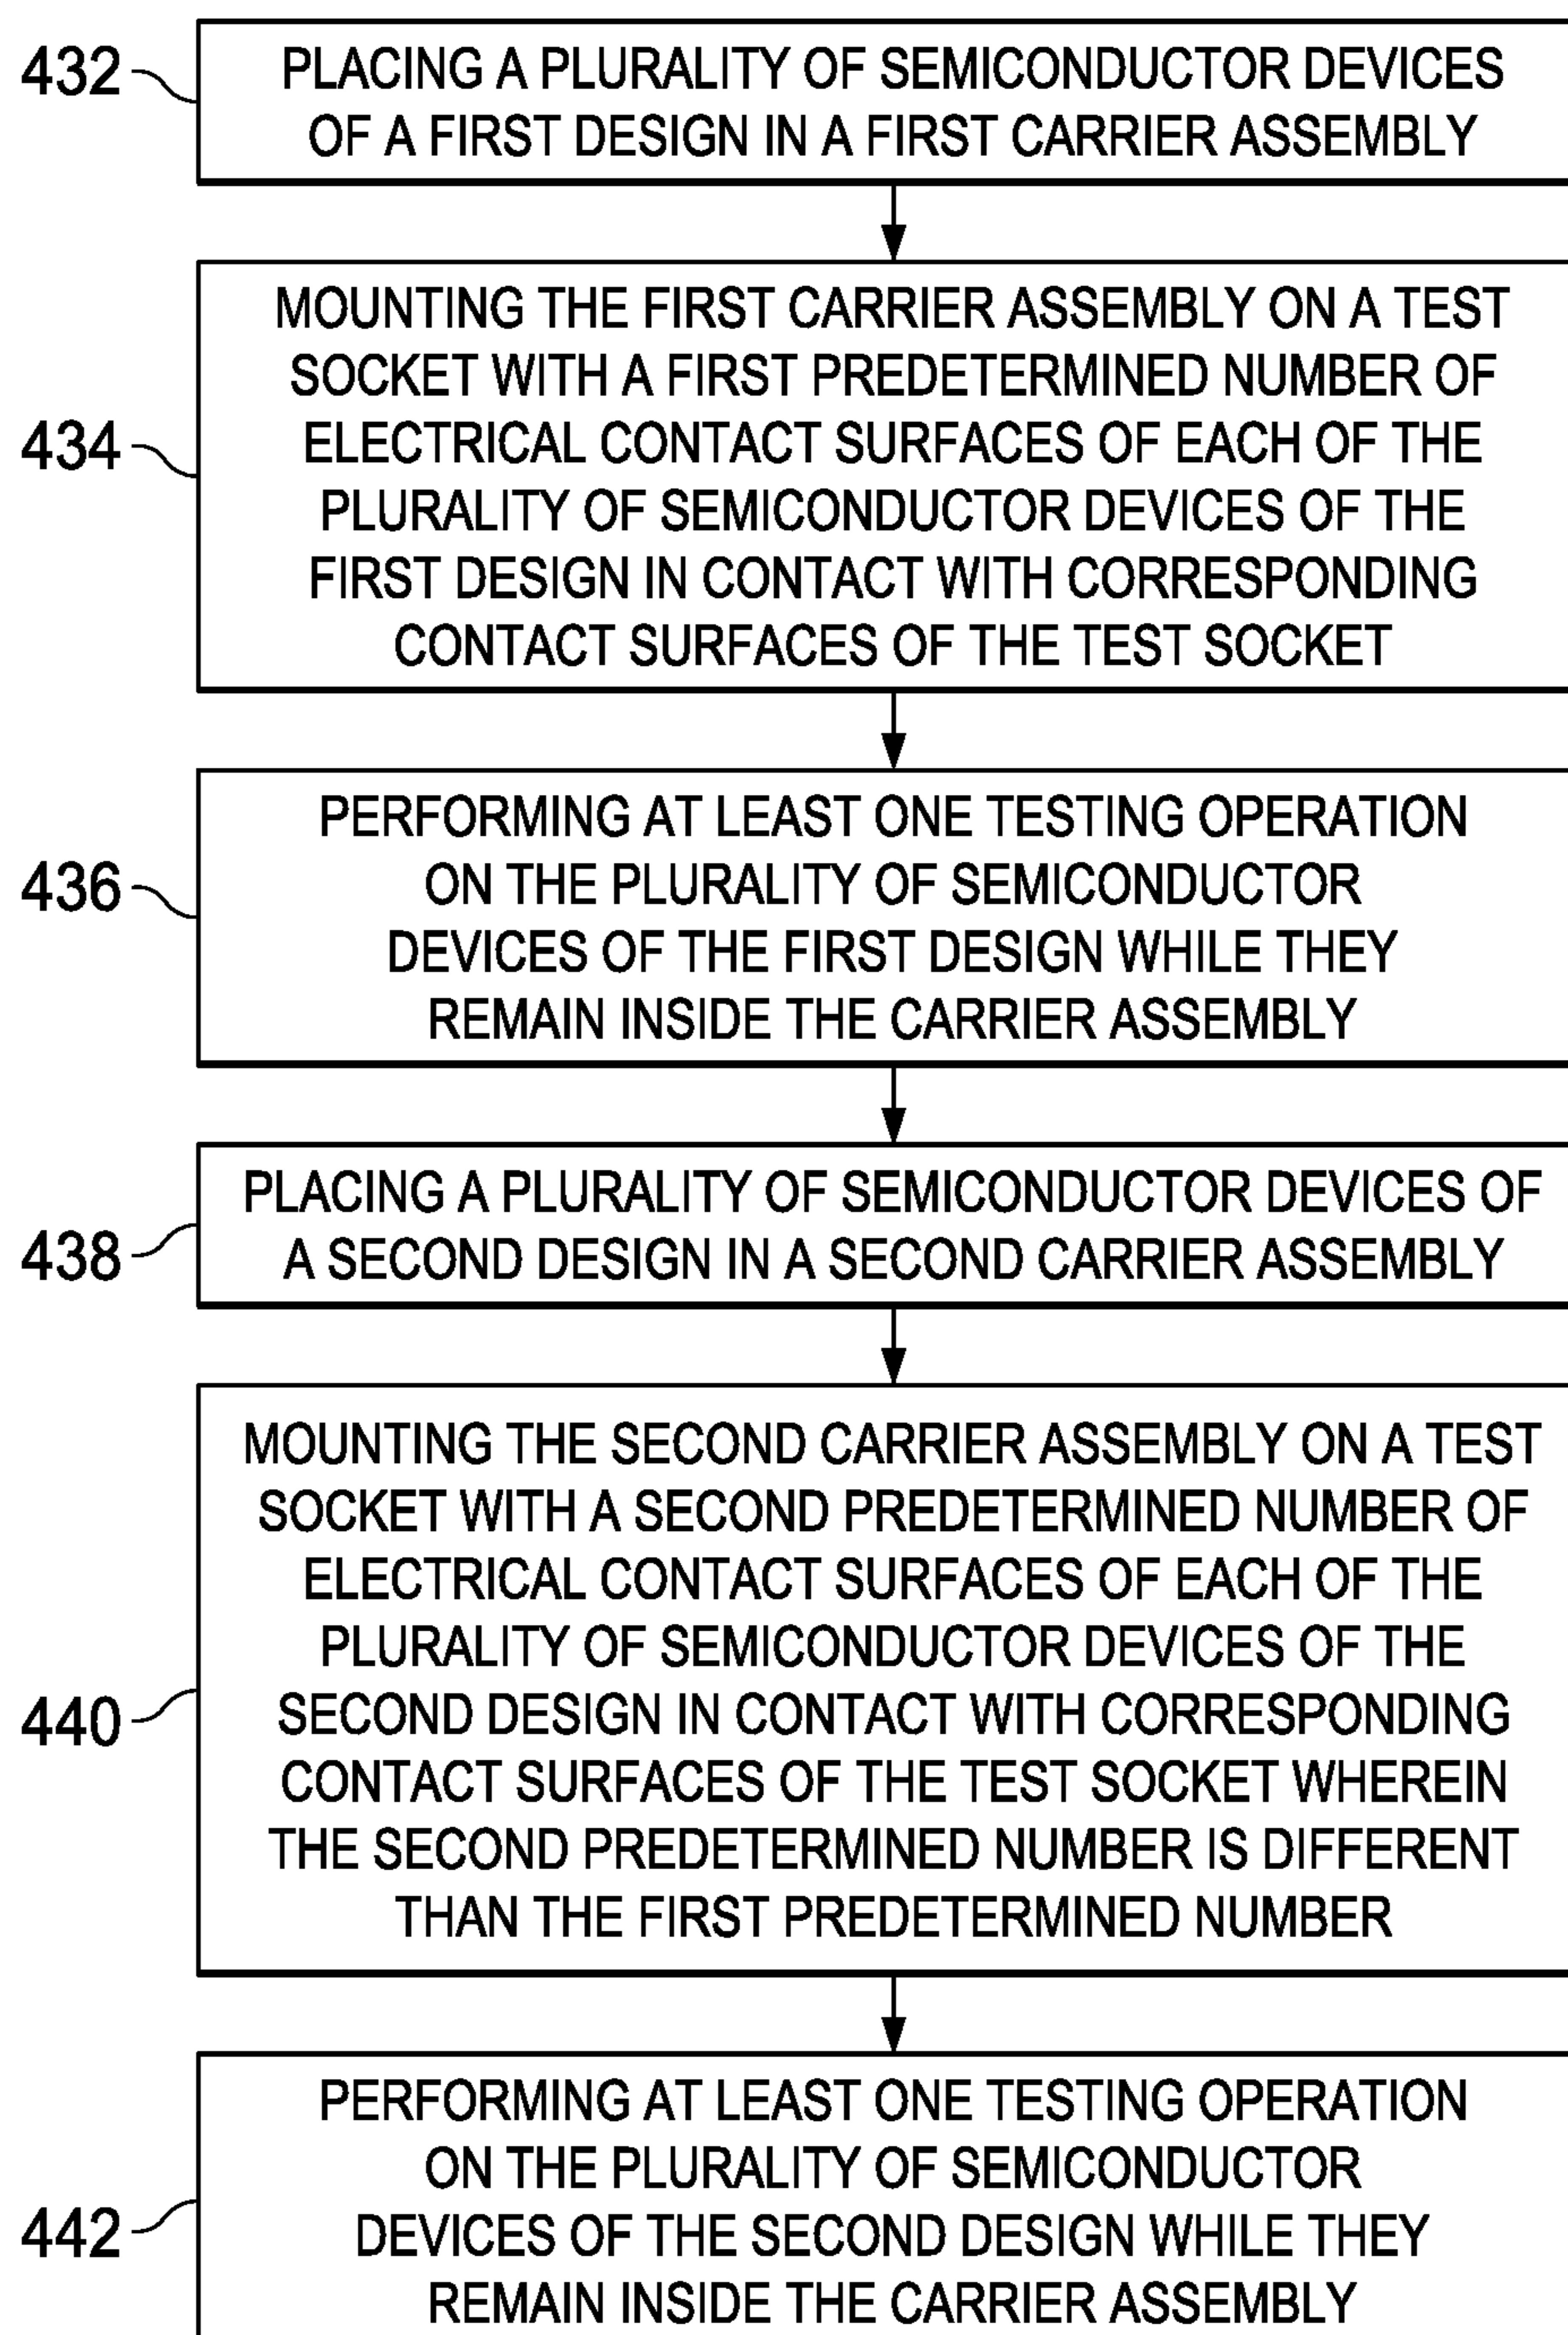 432
PLACING A PLURALITY OF SEMICONDUCTOR DEVICES
OF A FIRST DESIGN IN A FIRST CARRIER ASSEMBLY
434
MOUNTING THE FIRST CARRIER ASSEMBLY ON A TEST
SOCKET WITH A FIRST PREDETERMINED NUMBER OF
ELECTRICAL CONTACT SURFACES OF EACH OF THE
PLURALITY OF SEMICONDUCTOR DEVICES OF THE
FIRST DESIGN IN CONTACT WITH CORRESPONDING
CONTACT SURFACES OF THE TEST SOCKET
436
PERFORMING AT LEAST ONE TESTING OPERATION
ON THE PLURALITY OF SEMICONDUCTOR
DEVICES OF THE FIRST DESIGN WHILE THEY
REMAIN INSIDE THE CARRIER ASSEMBLY
438
PLACING A PLURALITY OF SEMICONDUCTOR DEVICES OF
A SECOND DESIGN IN A SECOND CARRIER ASSEMBLY
440
MOUNTING THE SECOND CARRIER ASSEMBLY ON A TEST
SOCKET WITH A SECOND PREDETERMINED NUMBER OF
ELECTRICAL CONTACT SURFACES OF EACH OF THE
PLURALITY OF SEMICONDUCTOR DEVICES OF THE
SECOND DESIGN IN CONTACT WITH CORRESPONDING
CONTACT SURFACES OF THE TEST SOCKET WHEREIN
THE SECOND PREDETERMINED NUMBER IS DIFFERENT
THAN THE FIRST PREDETERMINED NUMBER
442
PERFORMING AT LEAST ONE TESTING OPERATION
ON THE PLURALITY OF SEMICONDUCTOR
DEVICES OF THE SECOND DESIGN WHILE THEY
REMAIN INSIDE THE CARRIER ASSEMBLY